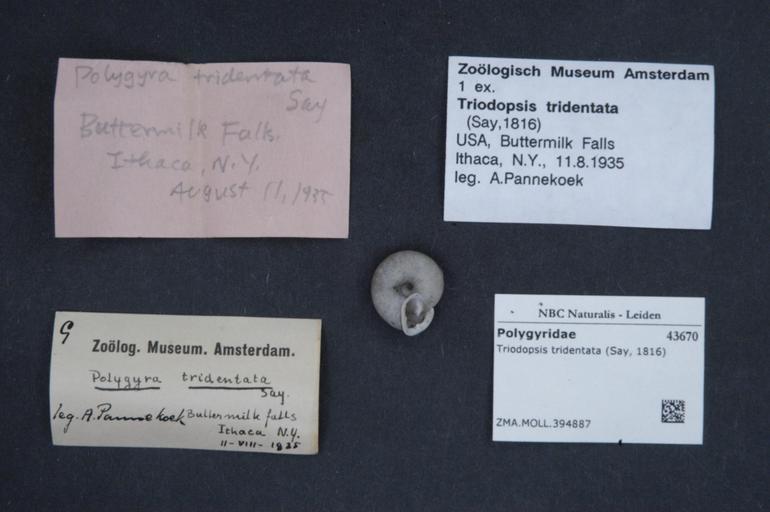 Polygyra tridentata
Say
Buttermilk Falls.
Ithaca, N.Y.
August 11, 1935
Zoölogisch Museum Amsterdam
1 ex.
Triodopsis tridentata
(Say,1816)
USA, Buttermilk Falls
Ithaca, N.Y., 11.8.1935
leg. A.Pannekoek
Zoölog. Museum. Amsterdam.
Polygyra tridentata
Say.
leg. A. Pannekoek Buttermilk falls
Ithaca N.Y.
11-VIII-1935
NBC Naturalis - Leiden
Polygyridae 43670
Triodopsis tridentata (Say, 1816)
ZMA.MOLL.394887